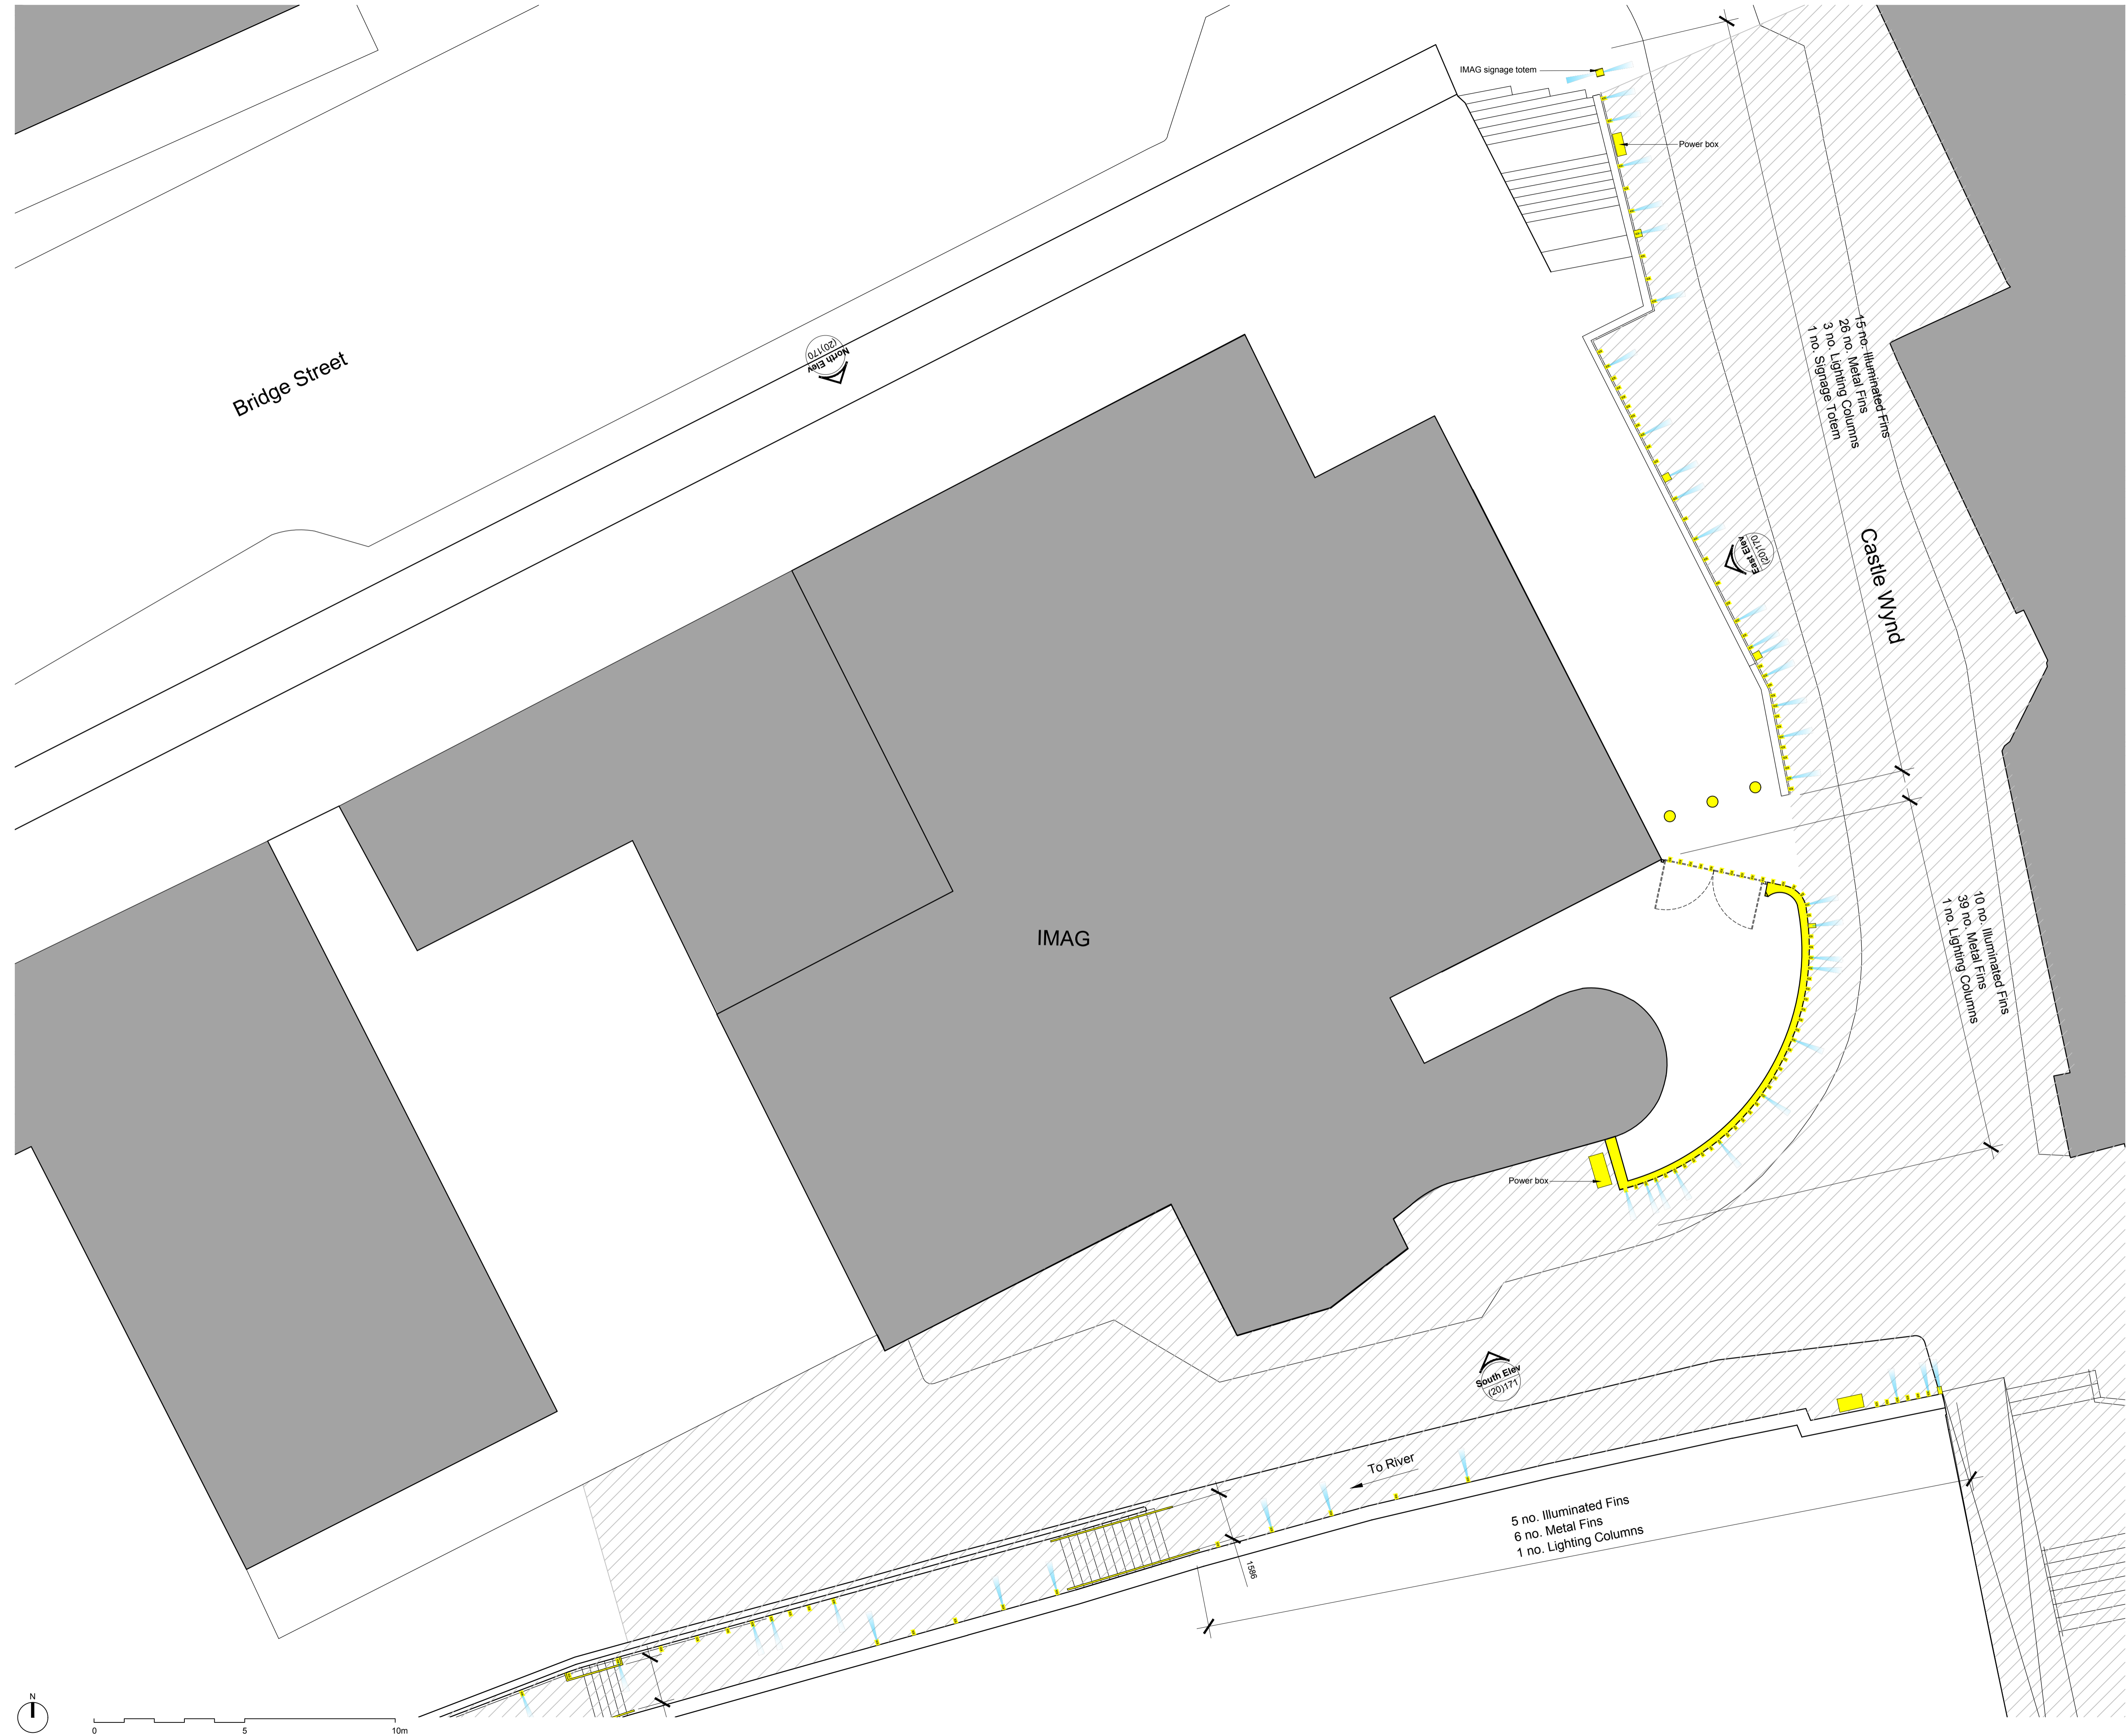 IMAG signage totem
Power box
Bridge Street
North Elev
(20)170
15 no. Illuminated Fins
26 no. Metal Fins
3 no. Lighting Columns
1 no. Signage Totem
East Elev
(20)170
Castle Wynd
IMAG
10 no. Illuminated Fins
39 no. Metal Fins
1 no. Lighting Columns
Power box
South Elev
(20)171
To River
5 no. Illuminated Fins
6 no. Metal Fins
1 no. Lighting Columns
1586
N
0 5 10m